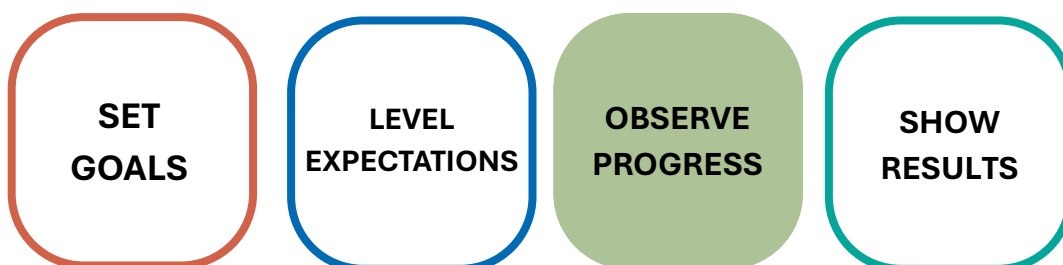 SET
GOALS
LEVEL
EXPECTATIONS
OBSERVE
PROGRESS
SHOW
RESULTS